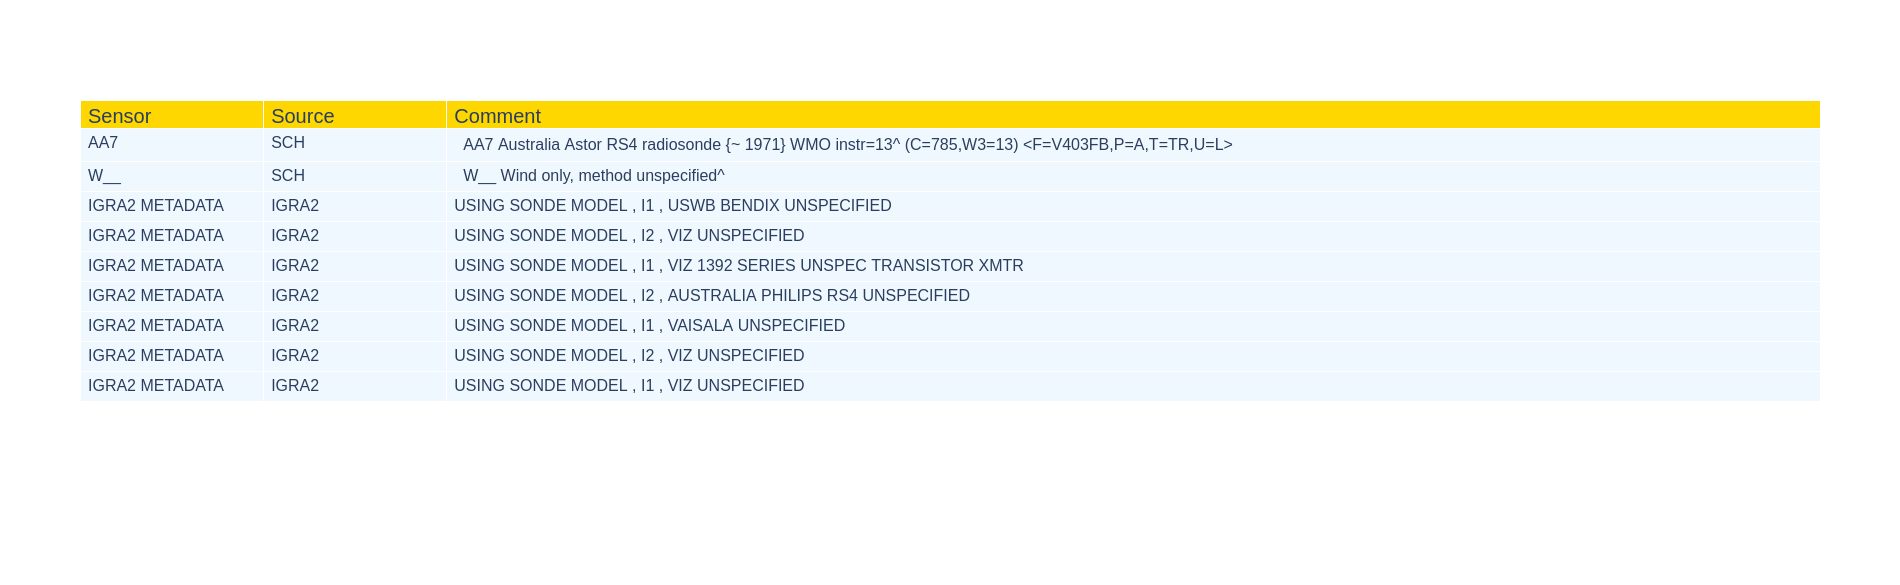 Sensor Source Comment
AA7 SCH AA7 Australia Astor RS4 radiosonde {~ 1971} WMO instr=13^ (C=785,W3=13) <F=V403FB,P=A,T=TR,U=L>
W__ SCH W__ Wind only, method unspecified^
IGRA2 METADATA IGRA2 USING SONDE MODEL , I1 , USWB BENDIX UNSPECIFIED
IGRA2 METADATA IGRA2 USING SONDE MODEL , I2 , VIZ UNSPECIFIED
IGRA2 METADATA IGRA2 USING SONDE MODEL , I1 , VIZ 1392 SERIES UNSPEC TRANSISTOR XMTR
IGRA2 METADATA IGRA2 USING SONDE MODEL , I2 , AUSTRALIA PHILIPS RS4 UNSPECIFIED
IGRA2 METADATA IGRA2 USING SONDE MODEL , I1 , VAISALA UNSPECIFIED
IGRA2 METADATA IGRA2 USING SONDE MODEL , I2 , VIZ UNSPECIFIED
IGRA2 METADATA IGRA2 USING SONDE MODEL , I1 , VIZ UNSPECIFIED